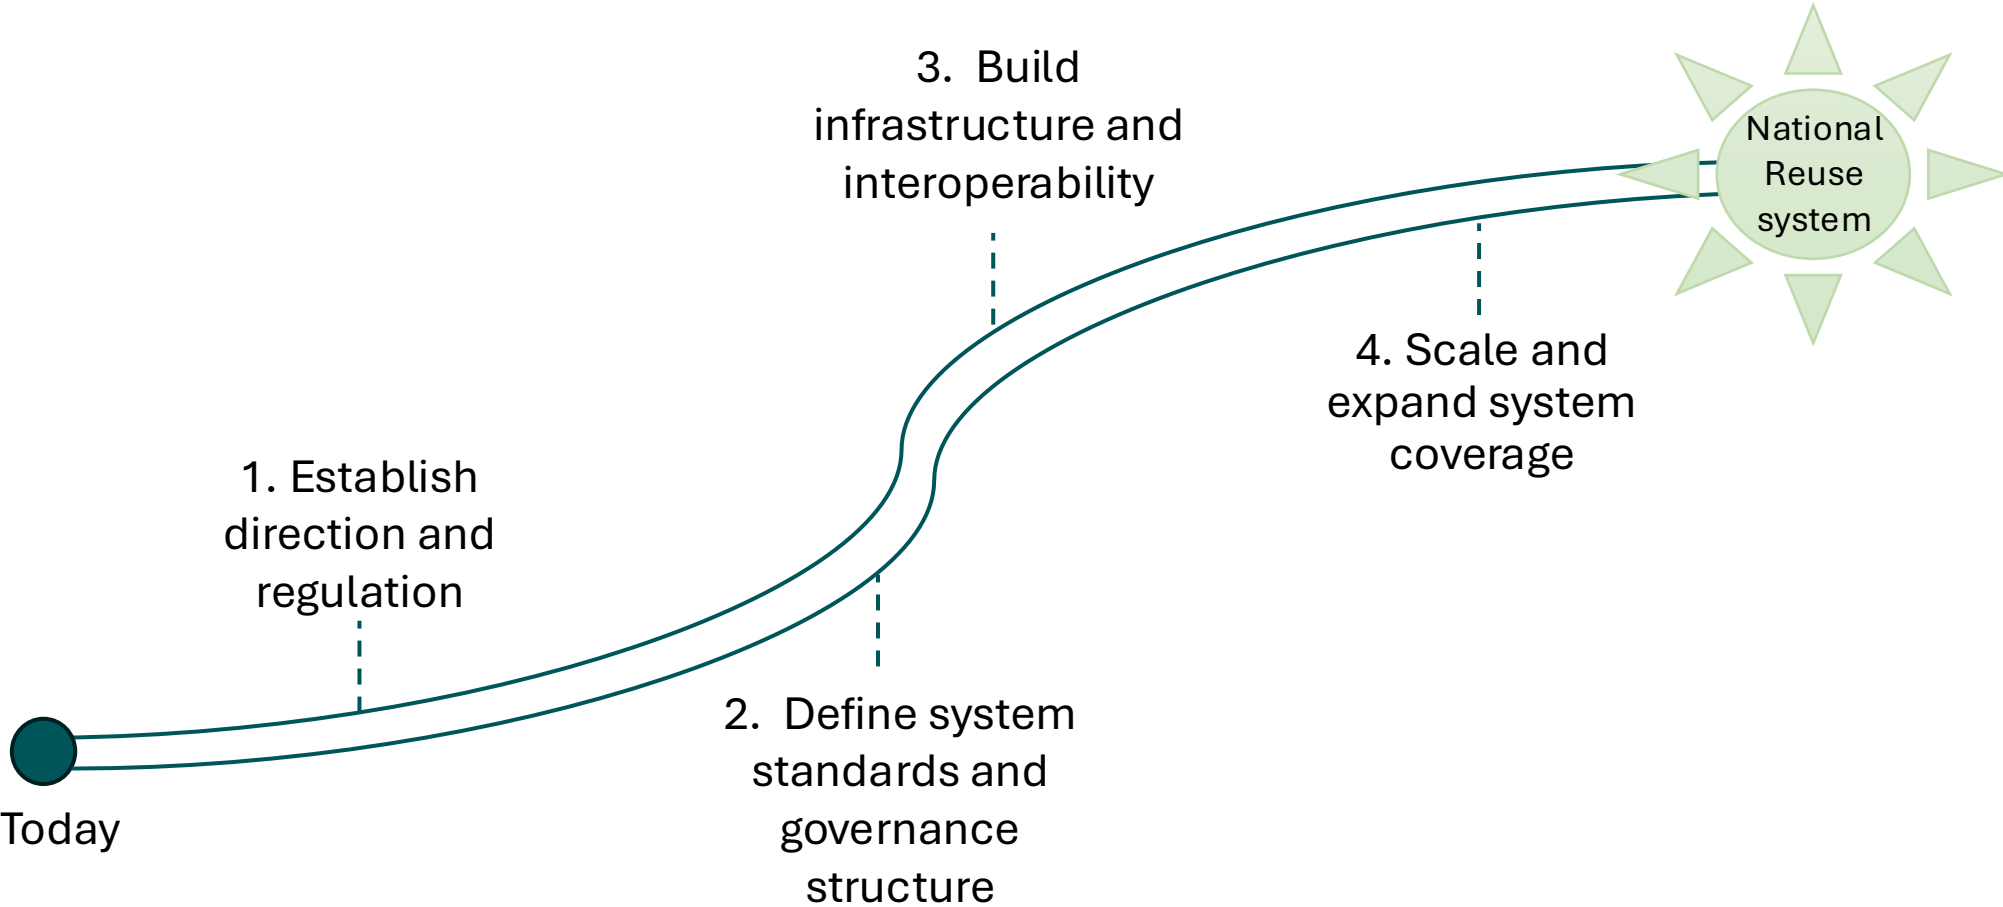 Today
1. Establish
direction and
regulation
2. Define system
standards and
governance
structure
3. Build
infrastructure and
interoperability
4. Scale and
expand system
coverage
National
Reuse
system